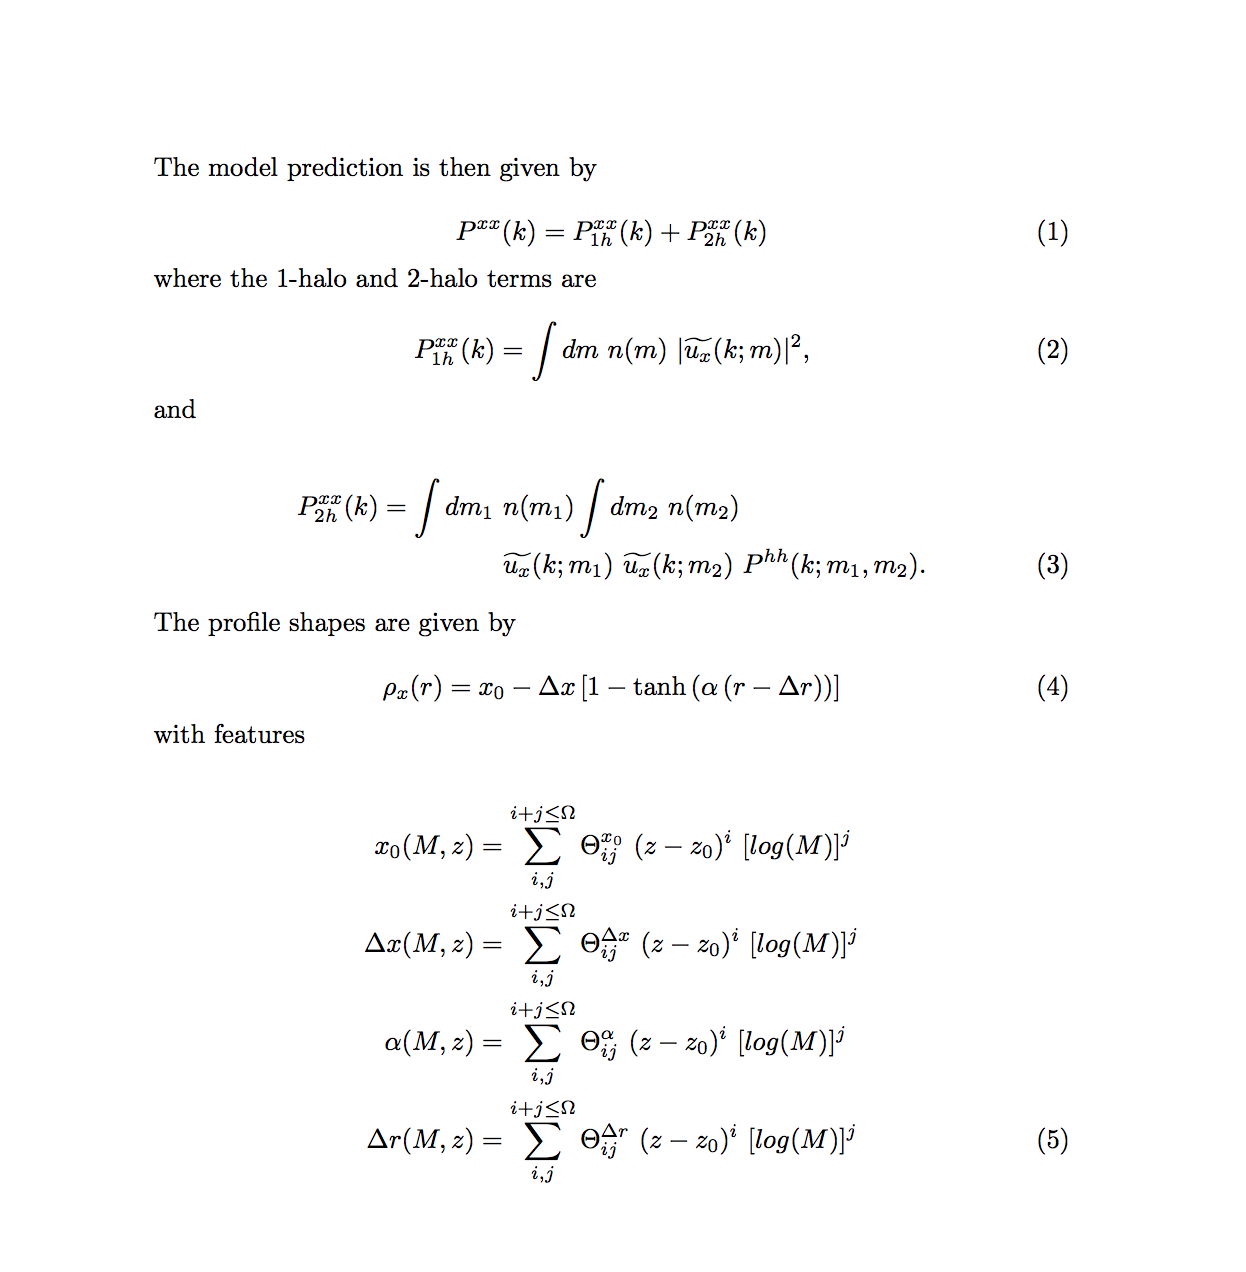 The model prediction is then given by
$P^{xx}(k) = P^{xx}_{1h}(k) + P^{xx}_{2h}(k)$ (1)
where the 1-halo and 2-halo terms are
$P^{xx}_{1h}(k) = \int dm \ n(m) \ |\widetilde{u_x}(k;m)|^2,$ (2)
and
$P^{xx}_{2h}(k) = \int dm_1 \ n(m_1) \int dm_2 \ n(m_2)$
$\widetilde{u_x}(k;m_1) \ \widetilde{u_x}(k;m_2) \ P^{hh}(k;m_1,m_2).$ (3)
The profile shapes are given by
$\rho_x(r) = x_0 - \Delta x \left[1 - \tanh\left(\alpha\left(r - \Delta r\right)\right)\right]$ (4)
with features
$x_0(M,z) = \sum_{i,j}^{i+j\leq\Omega} \Theta^{x_0}_{ij} \ (z-z_0)^i \ [log(M)]^j$
$\Delta x(M,z) = \sum_{i,j}^{i+j\leq\Omega} \Theta^{\Delta x}_{ij} \ (z-z_0)^i \ [log(M)]^j$
$\alpha(M,z) = \sum_{i,j}^{i+j\leq\Omega} \Theta^{\alpha}_{ij} \ (z-z_0)^i \ [log(M)]^j$
$\Delta r(M,z) = \sum_{i,j}^{i+j\leq\Omega} \Theta^{\Delta r}_{ij} \ (z-z_0)^i \ [log(M)]^j$ (5)